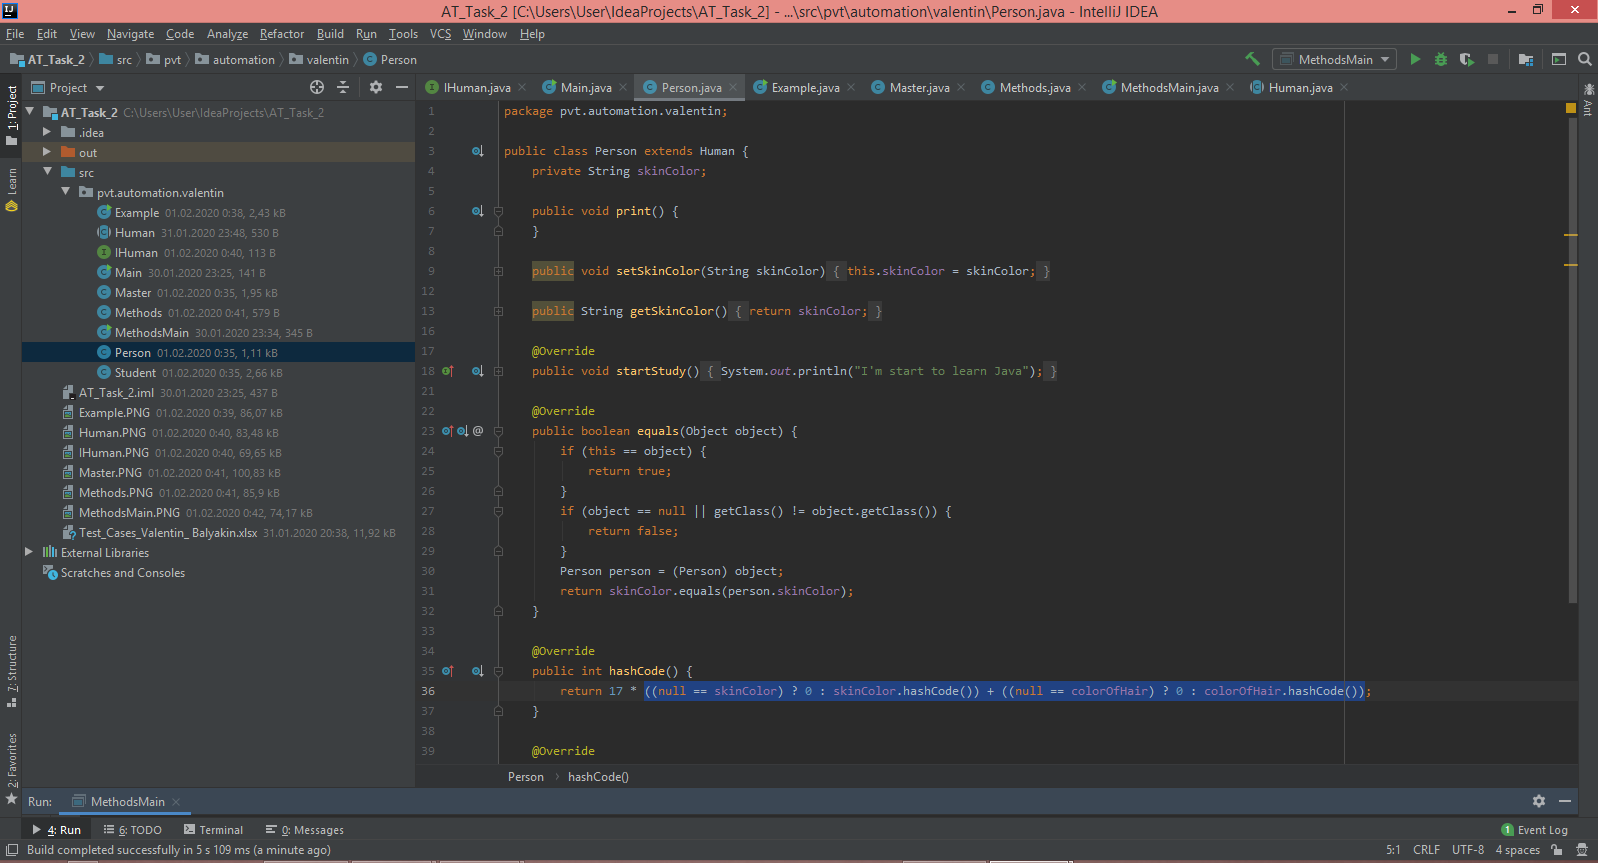 AT_Task_2 [C:\Users\User\IdeaProjects\AT_Task_2] - ...\src\pvt\automation\valentin\Person.java - IntelliJ IDEA
File Edit View Navigate Code Analyze Refactor Build Run Tools VCS Window Help
AT_Task_2 src pvt automation valentin Person
MethodsMain
Project
IHuman.java Main.java Person.java Example.java Master.java Methods.java MethodsMain.java Human.java
1: Project
Learn
7: Structure
2: Favorites
Ant
AT_Task_2 C:\Users\User\IdeaProjects\AT_Task_2
.idea
out
src
pvt.automation.valentin
Example 01.02.2020 0:38, 2,43 kB
Human 31.01.2020 23:48, 530 B
IHuman 01.02.2020 0:40, 113 B
Main 30.01.2020 23:25, 141 B
Master 01.02.2020 0:35, 1,95 kB
Methods 01.02.2020 0:41, 579 B
MethodsMain 30.01.2020 23:34, 345 B
Person 01.02.2020 0:35, 1,11 kB
Student 01.02.2020 0:35, 2,66 kB
AT_Task_2.iml 30.01.2020 23:25, 437 B
Example.PNG 01.02.2020 0:39, 86,07 kB
Human.PNG 01.02.2020 0:40, 83,48 kB
IHuman.PNG 01.02.2020 0:40, 69,65 kB
Master.PNG 01.02.2020 0:41, 100,83 kB
Methods.PNG 01.02.2020 0:41, 85,9 kB
MethodsMain.PNG 01.02.2020 0:42, 74,17 kB
Test_Cases_Valentin_ Balyakin.xlsx 31.01.2020 20:38, 11,92 kB
External Libraries
Scratches and Consoles
1 package pvt.automation.valentin;
2
3 public class Person extends Human {
4 private String skinColor;
5
6 public void print() {
7 }
8
9 public void setSkinColor(String skinColor) { this.skinColor = skinColor; }
12
13 public String getSkinColor() { return skinColor; }
16
17 @Override
18 public void startStudy() { System.out.println("I'm start to learn Java"); }
21
22 @Override
23 @ public boolean equals(Object object) {
24 if (this == object) {
25 return true;
26 }
27 if (object == null || getClass() != object.getClass()) {
28 return false;
29 }
30 Person person = (Person) object;
31 return skinColor.equals(person.skinColor);
32 }
33
34 @Override
35 public int hashCode() {
36 return 17 * ((null == skinColor) ? 0 : skinColor.hashCode()) + ((null == colorOfHair) ? 0 : colorOfHair.hashCode());
37 }
38
39 @Override
Person hashCode()
Run: MethodsMain
4: Run 6: TODO Terminal 0: Messages 1 Event Log
Build completed successfully in 5 s 109 ms (a minute ago) 5:1 CRLF UTF-8 4 spaces